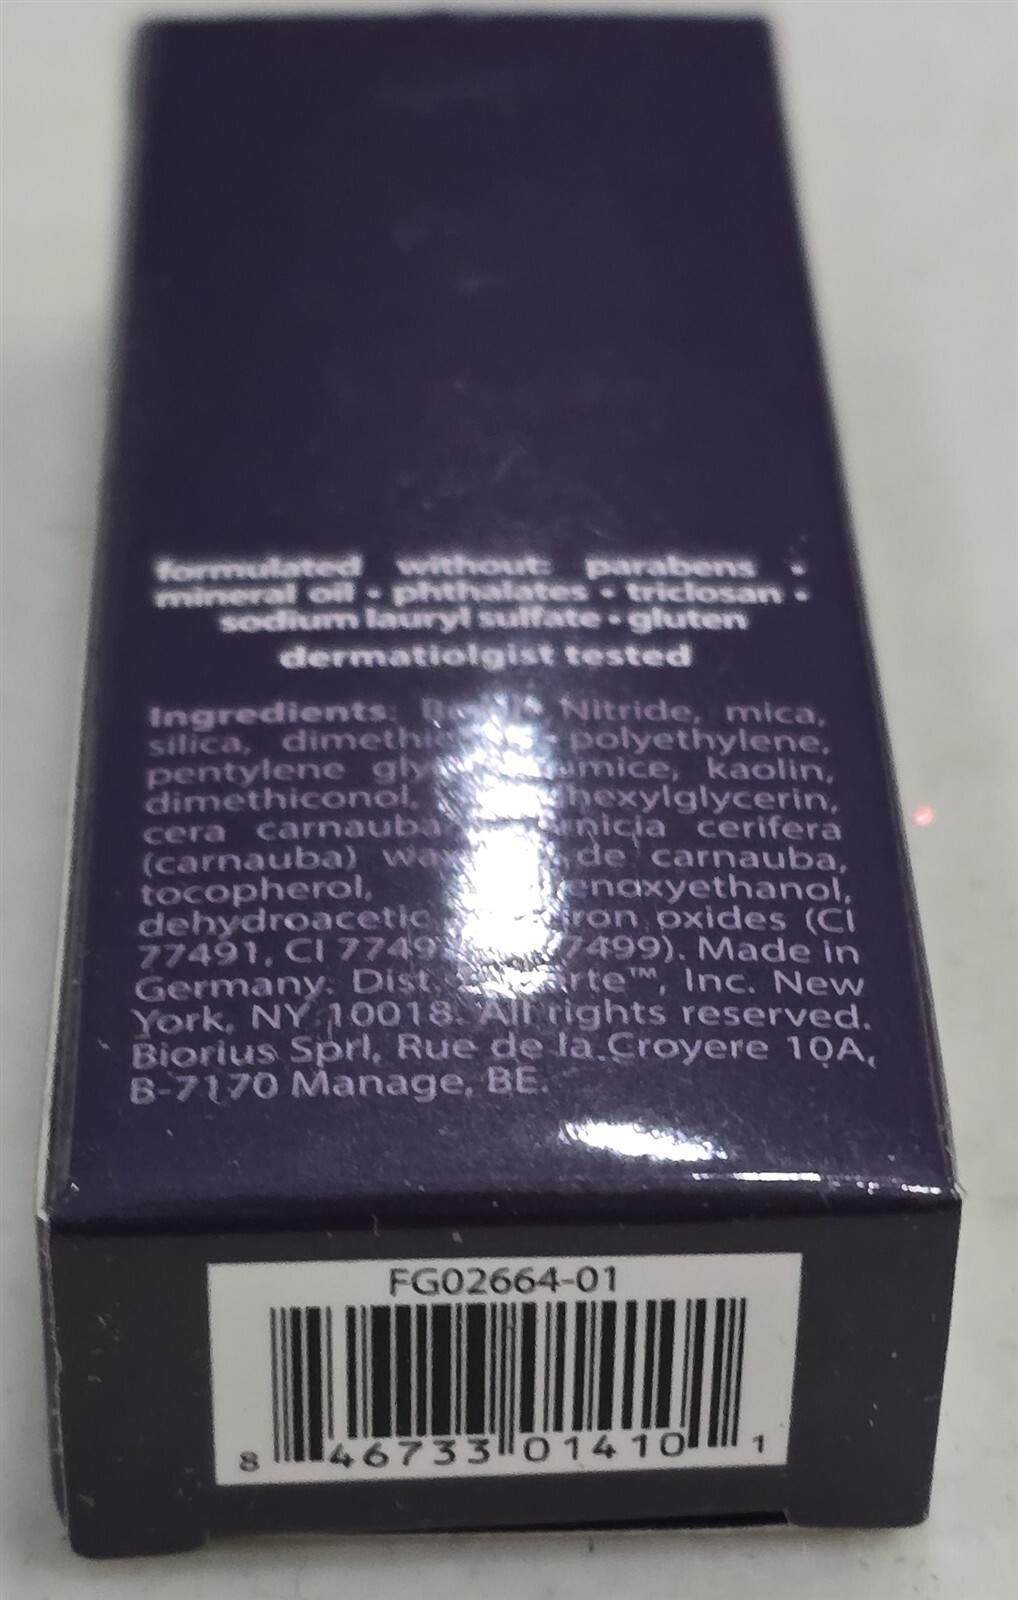 formulated without: parabens •
mineral oil • phthalates • triclosan •
sodium lauryl sulfate • gluten
dermatiolgist tested
Ingredients: Nitride, mica,
silica, polyethylene,
pentylene kaolin,
dimethiconol,
cera carnauba cerifera
(carnauba) de carnauba,
tocopherol,
dehydroacetic iron oxides (CI
77491, CI Made in
Germany. Dist. Inc. New
York, NY 10018. All rights reserved.
Biorius Sprl, Rue de la Croyere 10A,
B-7170 Manage, BE.
FG02664-01
8 46733 01410 1